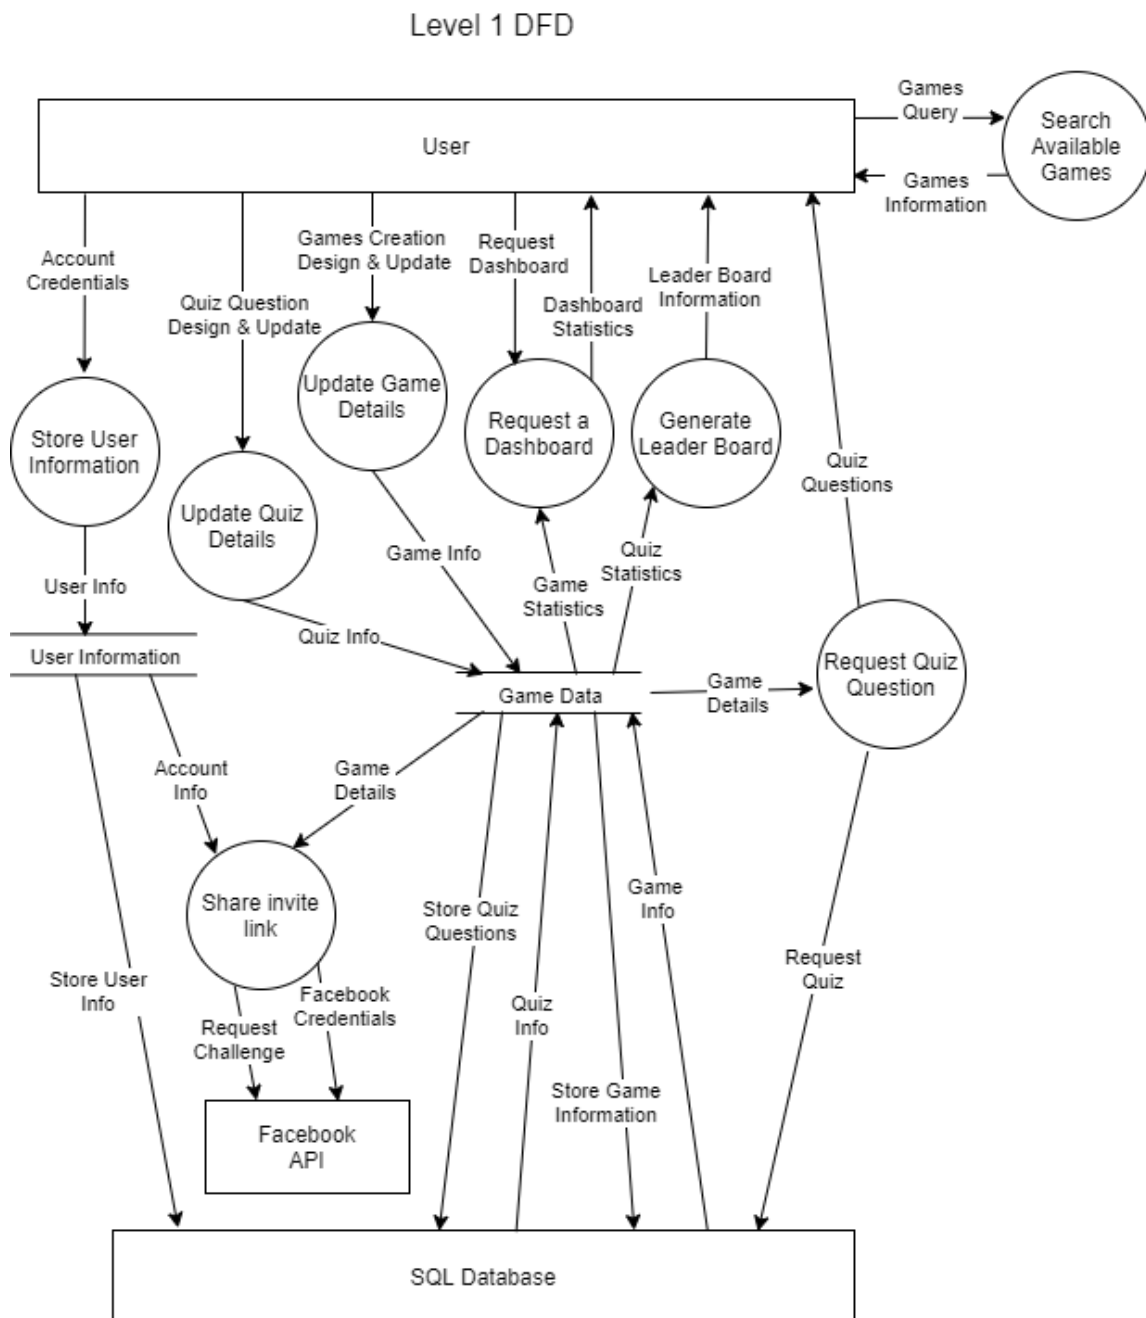 Level 1 DFD
Games
Query
User
Search
Available
Games
Games
Information
Account
Credentials
Quiz Question
Design & Update
Games Creation
Design & Update
Request
Dashboard
Dashboard
Statistics
Leader Board
Information
Store User
Information
Update Quiz
Details
Update Game
Details
Request a
Dashboard
Generate
Leader Board
Quiz
Questions
User Info
Quiz Info
Game Info
Game
Statistics
Quiz
Statistics
User Information
Game Data
Game
Details
Request Quiz
Question
Account
Info
Game
Details
Share invite
link
Store Quiz
Questions
Game
Info
Request
Quiz
Store User
Info
Request
Challenge
Facebook
Credentials
Quiz
Info
Store Game
Information
Facebook
API
SQL Database